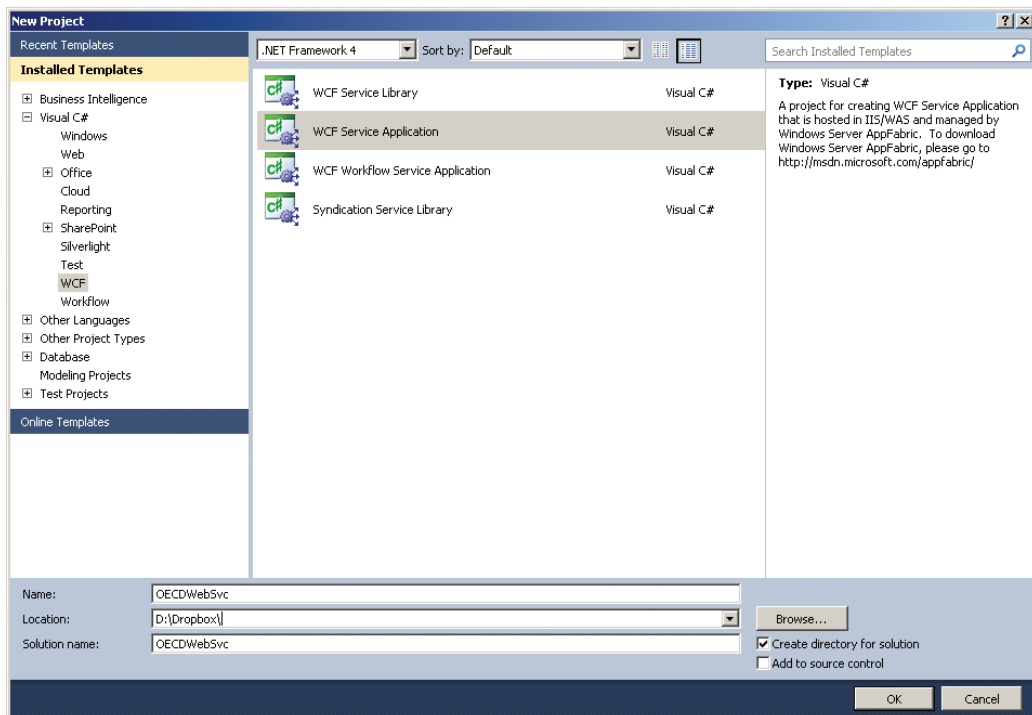 New Project
Recent Templates
Installed Templates
Business Intelligence
Visual C#
Windows
Web
Office
Cloud
Reporting
SharePoint
Silverlight
Test
WCF
Workflow
Other Languages
Other Project Types
Database
Modeling Projects
Test Projects
Online Templates
.NET Framework 4 Sort by: Default
C# WCF Service Library Visual C#
C# WCF Service Application Visual C#
C# WCF Workflow Service Application Visual C#
C# Syndication Service Library Visual C#
Search Installed Templates
Type: Visual C#
A project for creating WCF Service Application
that is hosted in IIS/WAS and managed by
Windows Server AppFabric. To download
Windows Server AppFabric, please go to
http://msdn.microsoft.com/appfabric/
Name: OECDWebSvc
Location: D:\Dropbox\
Browse...
Solution name: OECDWebSvc
Create directory for solution
Add to source control
OK Cancel